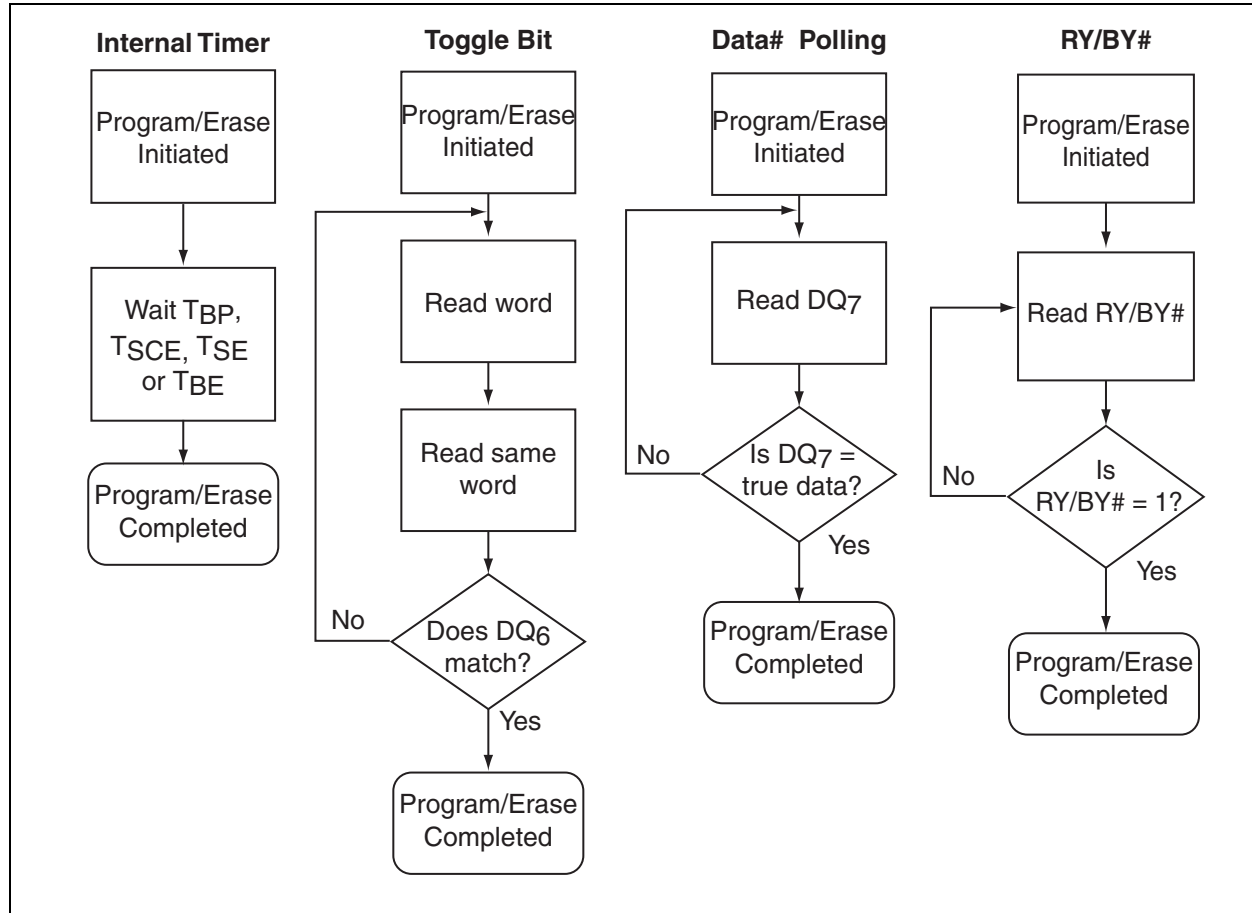 Internal Timer
Program/Erase
Initiated
Wait TBP,
TSCE, TSE
or TBE
Program/Erase
Completed
Toggle Bit
Program/Erase
Initiated
Read word
Read same
word
No
Does DQ6
match?
Yes
Program/Erase
Completed
Data# Polling
Program/Erase
Initiated
Read DQ7
No
Is DQ7 =
true data?
Yes
Program/Erase
Completed
RY/BY#
Program/Erase
Initiated
Read RY/BY#
No
Is
RY/BY# = 1?
Yes
Program/Erase
Completed